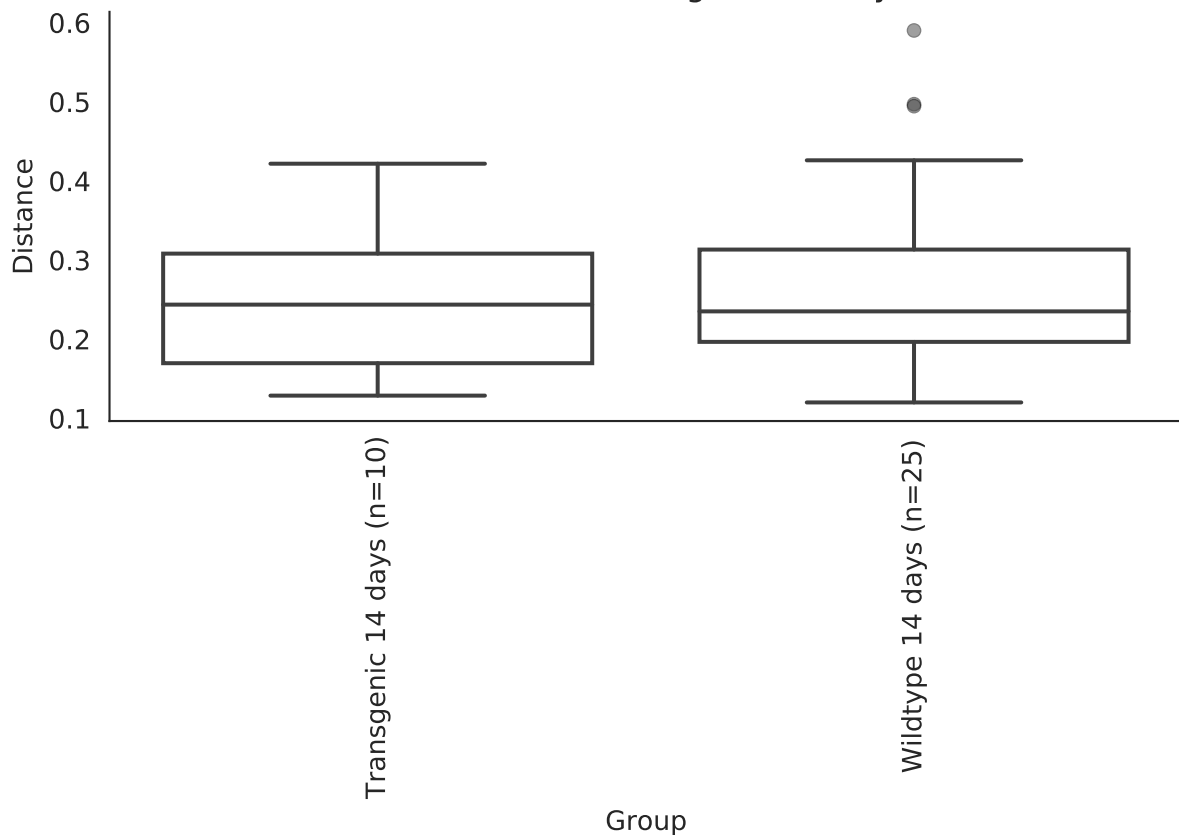 0.6
0.5
0.4
0.3
0.2
0.1
Distance
Transgenic 14 days (n=10)
Wildtype 14 days (n=25)
Group